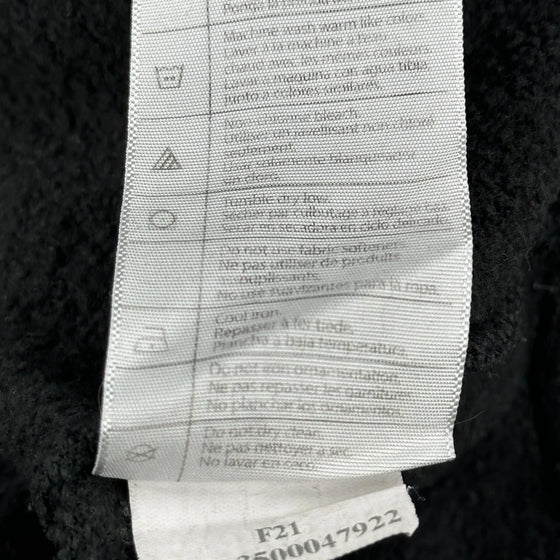 Machine wash warm like colors.
Laver à la machine à l'eau
chaud avec les mêmes couleurs.
Lavar a maquina con agua tibia
junto a colores similares.
Non-chlorine bleach.
Utiliser un javellisant non chloré
seulement.
Use solamente blanqueador
sin cloro.
Tumble dry low.
Sécher par culbutage à réglage bas.
Secar en secadora en ciclo delicado.
Do not use fabric softener.
Ne pas utiliser de produits
assouplissants.
No use suavizantes para la ropa.
Cool iron.
Repasser à fer tiède.
Plancha a baja temperatura.
Do not iron ornamentation.
Ne pas repasser les garnitures.
No planchar los ornamentos.
Do not dry clean.
Ne pas nettoyer à sec.
No lavar en seco.
F21
3500047922